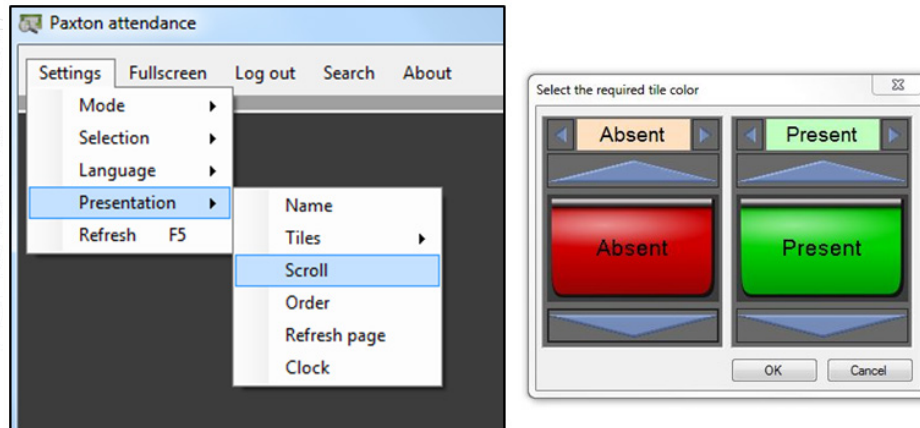 Paxton attendance
Settings Fullscreen Log out Search About
Mode
Selection
Language
Presentation
Refresh F5
Name
Tiles
Scroll
Order
Refresh page
Clock
Select the required tile color
Absent Present
Absent Present
OK Cancel